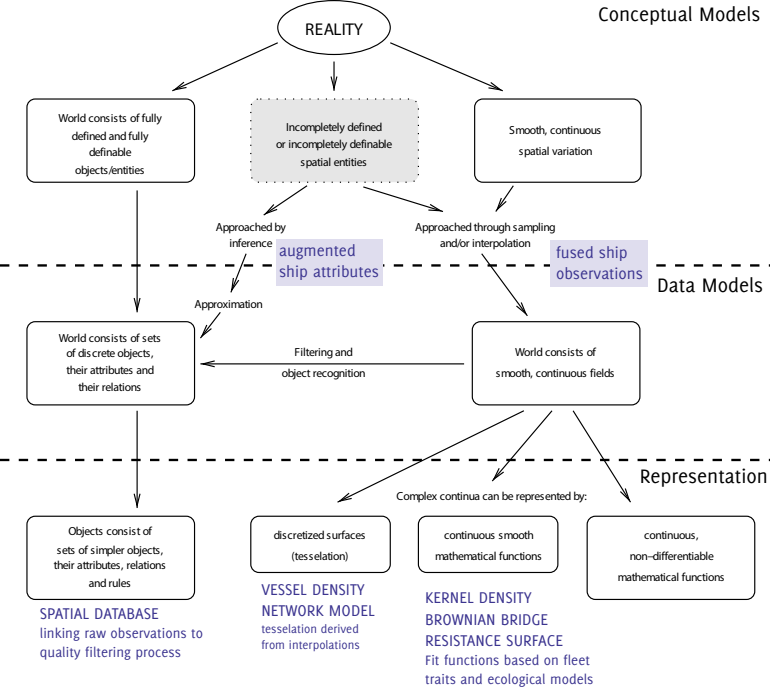 Conceptual Models
REALITY
World consists of fully
defined and fully
definable
objects/entities
Incompletely defined
or incompletely definable
spatial entities
Smooth, continuous
spatial variation
Approached by
inference
augmented
ship attributes
Approached through sampling
and/or interpolation
fused ship
observations
Data Models
Approximation
World consists of sets
of discrete objects,
their attributes and
their relations
Filtering and
object recognition
World consists of
smooth, continuous fields
Representation
Complex continua can be represented by:
Objects consist of
sets of simpler objects,
their attributes, relations
and rules
discretized surfaces
(tesselation)
continuous smooth
mathematical functions
continuous,
non–differentiable
mathematical functions
SPATIAL DATABASE
linking raw observations to
quality filtering process
VESSEL DENSITY
NETWORK MODEL
tesselation derived
from interpolations
KERNEL DENSITY
BROWNIAN BRIDGE
RESISTANCE SURFACE
Fit functions based on fleet
traits and ecological models